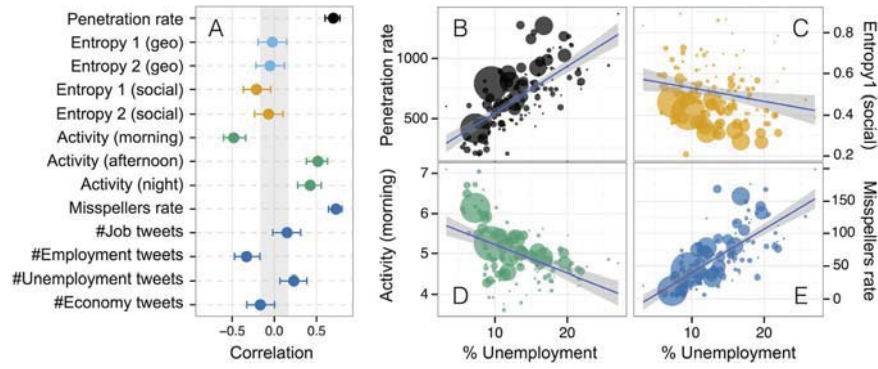 A
Penetration rate
Entropy 1 (geo)
Entropy 2 (geo)
Entropy 1 (social)
Entropy 2 (social)
Activity (morning)
Activity (afternoon)
Activity (night)
Misspellers rate
#Job tweets
#Employment tweets
#Unemployment tweets
#Economy tweets
−0.5 0.0 0.5
Correlation
B
Penetration rate
1000
500
C
Entropy1 (social)
0.8
0.6
0.4
0.2
D
Activity (morning)
7
6
5
4
10 20
% Unemployment
E
Misspellers rate
150
100
50
0
10 20
% Unemployment